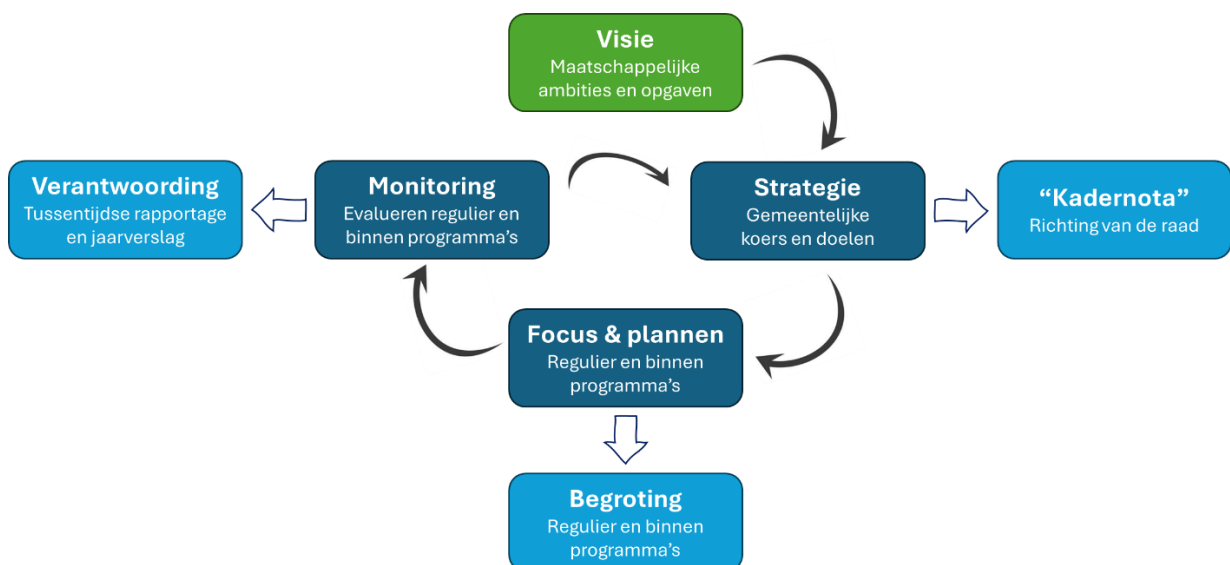 Visie
Maatschappelijke
ambities en opgaven
Verantwoording
Tussentijdse rapportage
en jaarverslag
Monitoring
Evalueren regulier en
binnen programma’s
Strategie
Gemeentelijke
koers en doelen
“Kadernota”
Richting van de raad
Focus & plannen
Regulier en binnen
programma’s
Begroting
Regulier en binnen
programma’s